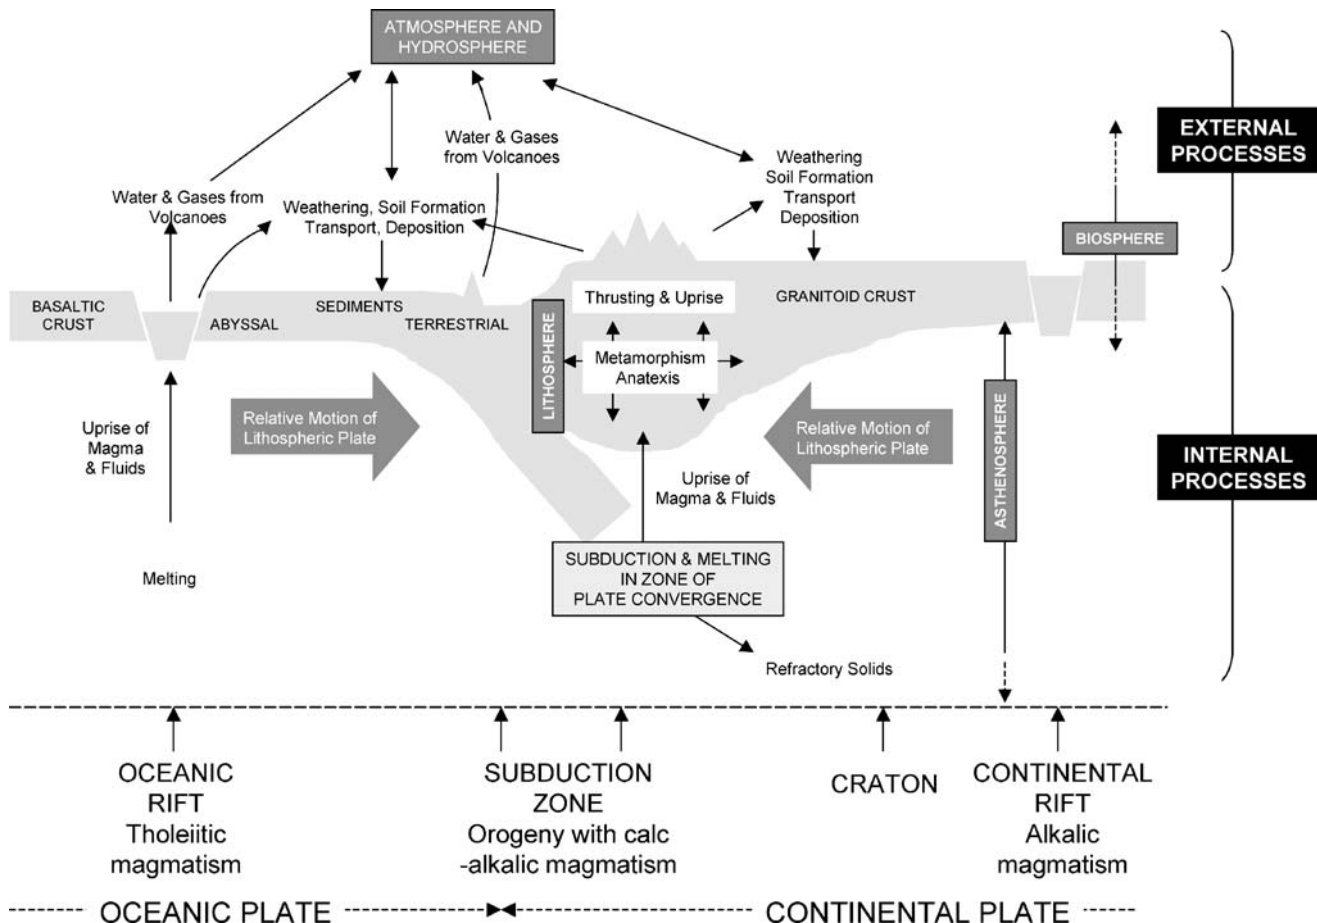 ATMOSPHERE AND
HYDROSPHERE
EXTERNAL
PROCESSES
Water & Gases
from Volcanoes
Weathering
Soil Formation
Transport
Deposition
Water & Gases from
Volcanoes
Weathering, Soil Formation
Transport, Deposition
BIOSPHERE
BASALTIC
CRUST
ABYSSAL
SEDIMENTS
TERRESTRIAL
LITHOSPHERE
Thrusting & Uprise
GRANITOID CRUST
Metamorphism
Anatexis
Uprise of
Magma
& Fluids
Relative Motion of
Lithospheric Plate
Relative Motion of
Lithospheric Plate
ASTHENOSPHERE
INTERNAL
PROCESSES
Uprise of
Magma & Fluids
Melting
SUBDUCTION & MELTING
IN ZONE OF
PLATE CONVERGENCE
Refractory Solids
OCEANIC
RIFT
Tholeiitic
magmatism
SUBDUCTION
ZONE
Orogeny with calc
-alkalic magmatism
CRATON
CONTINENTAL
RIFT
Alkalic
magmatism
OCEANIC PLATE
CONTINENTAL PLATE